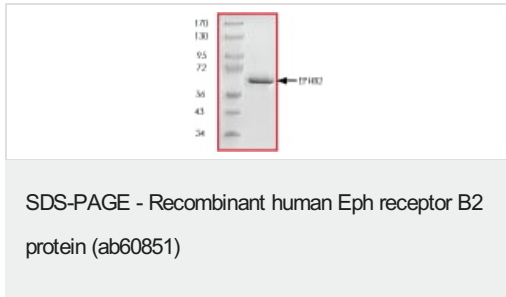 170
130
95
72
56
43
34
EPHB2
SDS-PAGE - Recombinant human Eph receptor B2
protein (ab60851)